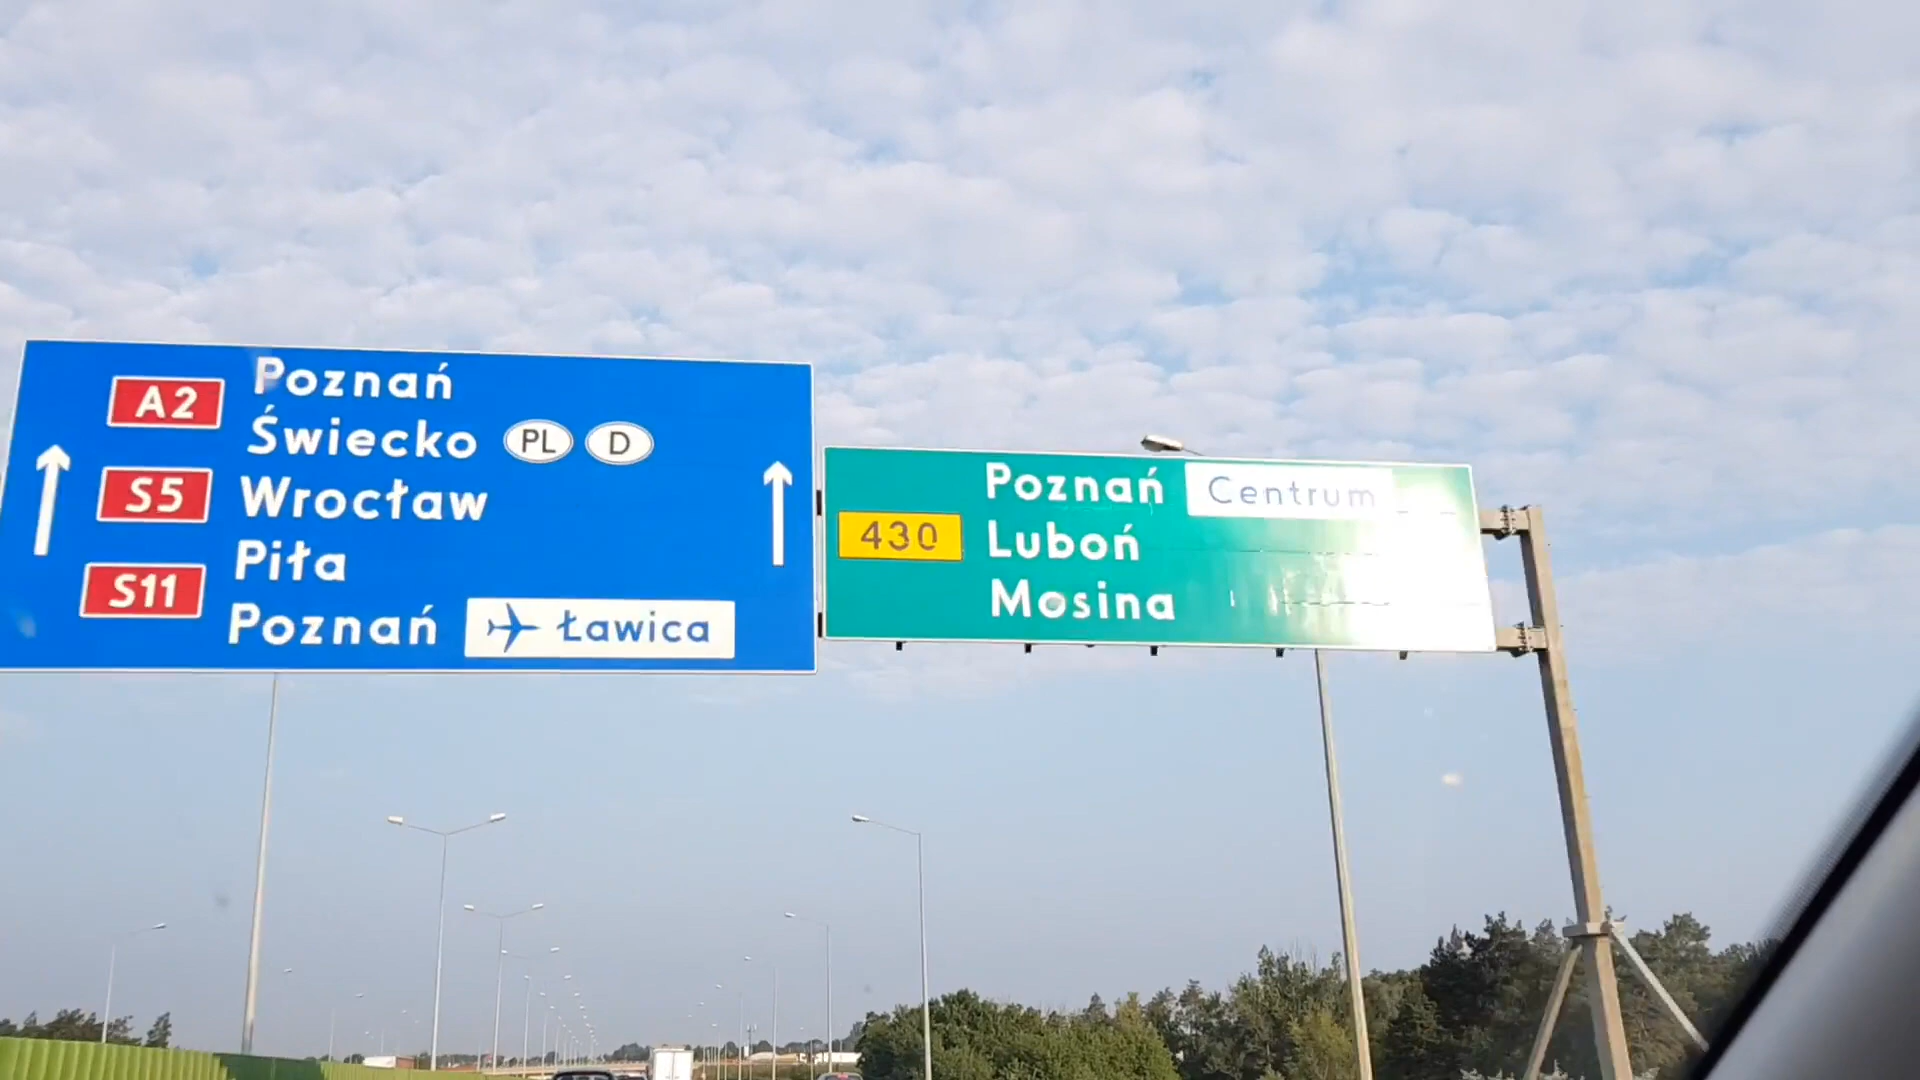 A2 Poznań
Świecko PL D
S5 Wrocław
Piła
S11 Poznań Ławica
Poznań Centrum
430 Luboń
Mosina